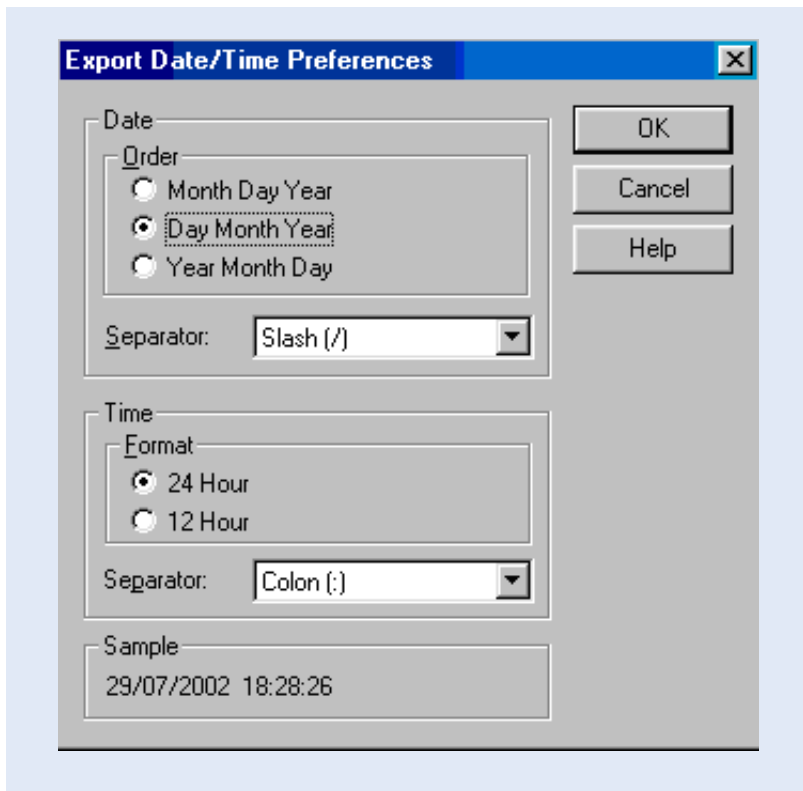 Export Date/Time Preferences
Date
Order
Month Day Year
Day Month Year
Year Month Day
Separator: Slash (/)
OK
Cancel
Help
Time
Format
24 Hour
12 Hour
Separator: Colon (:)
Sample
29/07/2002 18:28:26